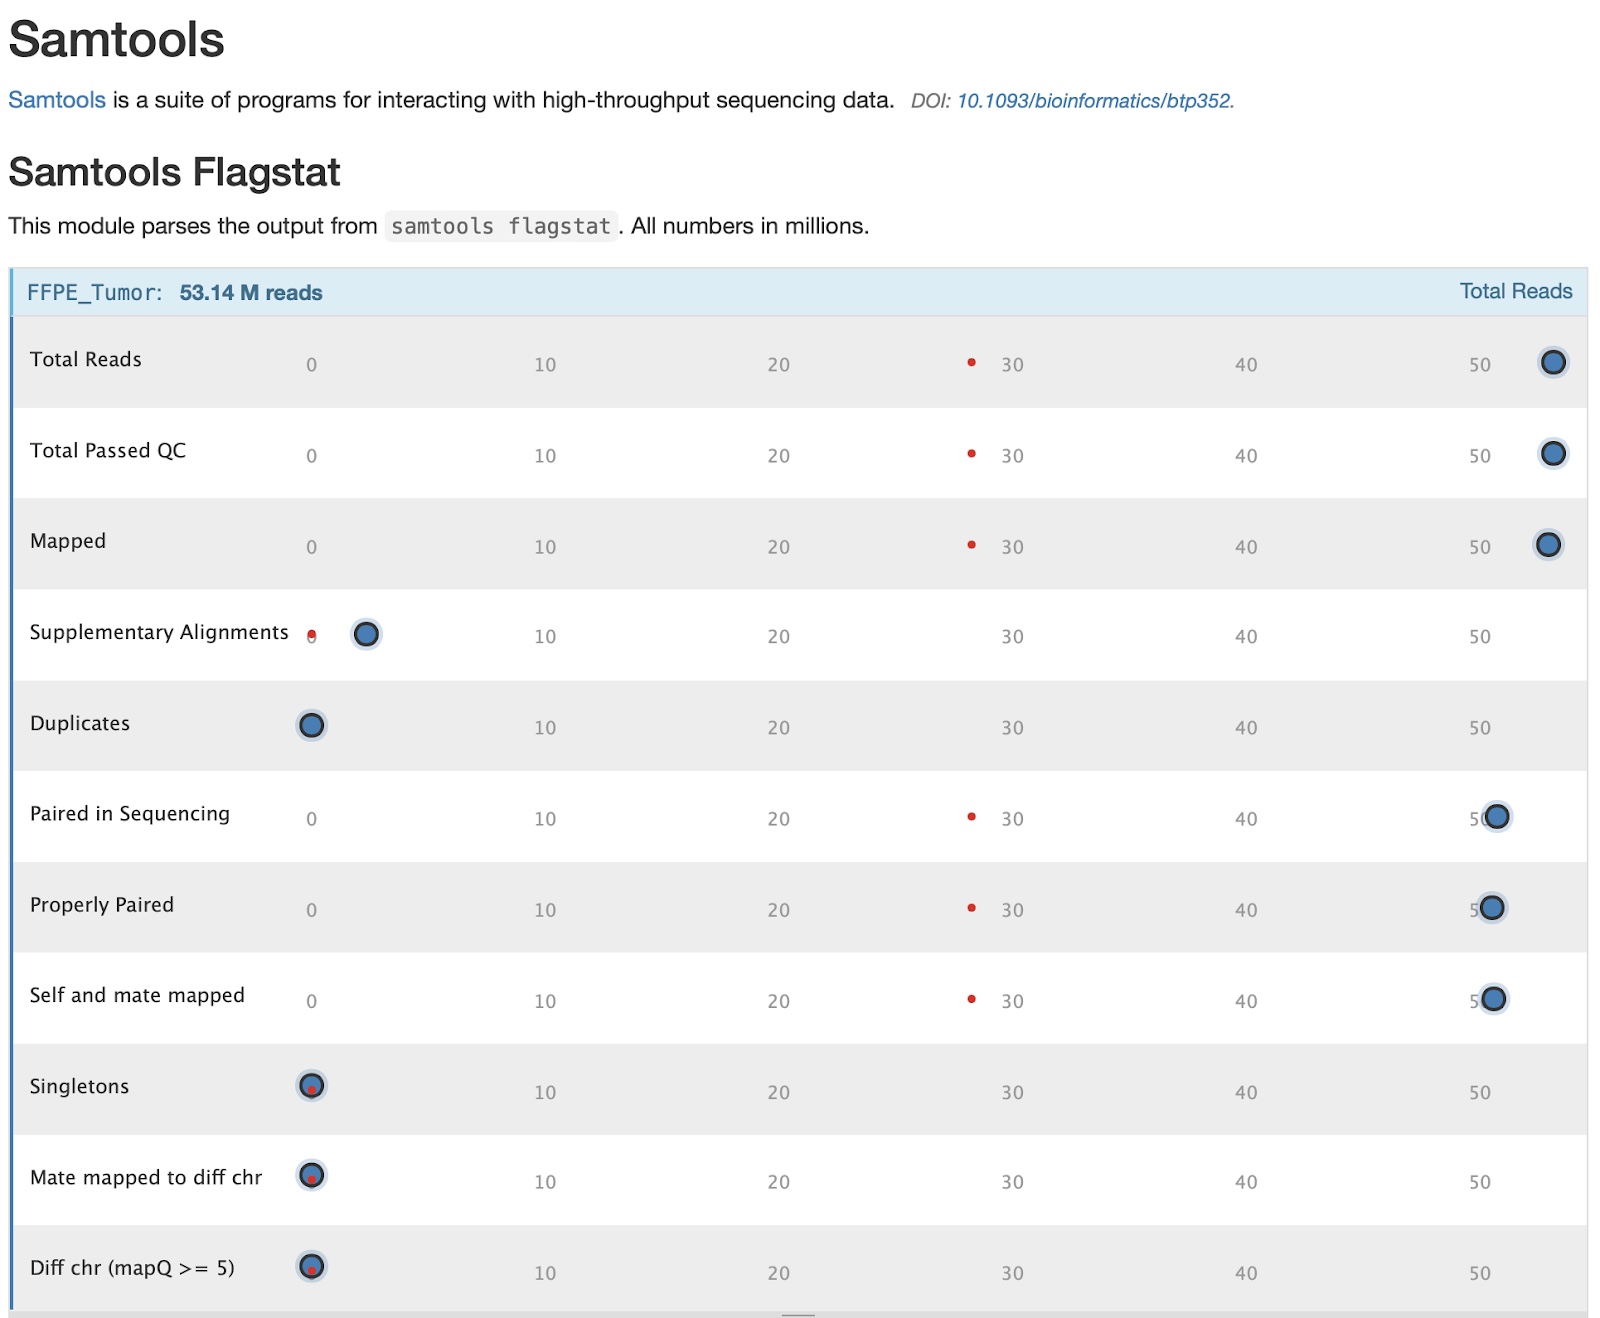 Samtools
Samtools is a suite of programs for interacting with high-throughput sequencing data. DOI: 10.1093/bioinformatics/btp352.
Samtools Flagstat
This module parses the output from samtools flagstat. All numbers in millions.
FFPE_Tumor: 53.14 M reads Total Reads
Total Reads 0 10 20 30 40 50
Total Passed QC 0 10 20 30 40 50
Mapped 0 10 20 30 40 50
Supplementary Alignments 0 10 20 30 40 50
Duplicates 10 20 30 40 50
Paired in Sequencing 0 10 20 30 40 50
Properly Paired 0 10 20 30 40 5
Self and mate mapped 0 10 20 30 40 5
Singletons 10 20 30 40 50
Mate mapped to diff chr 10 20 30 40 50
Diff chr (mapQ >= 5) 10 20 30 40 50